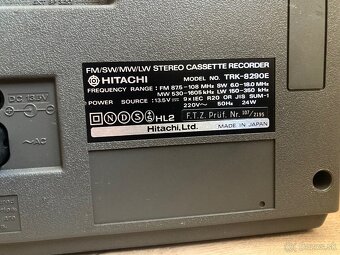 FM/SW/MW/LW STEREO CASSETTE RECORDER
HITACHI MODEL NO. TRK-8290E
FREQUENCY RANGE: FM 87.5-108 MHz SW 6.0-18.0 MHz
MW 530-1605 kHz LW 150-350 kHz
POWER SOURCE : 13.5V 9×IEC R20 OR JIS SUM-1
220V~ 50Hz 24W
DC 13.5V
~AC
N D S HL2
F.T.Z. Prüf. Nr.
Hitachi, Ltd. MADE IN JAPAN